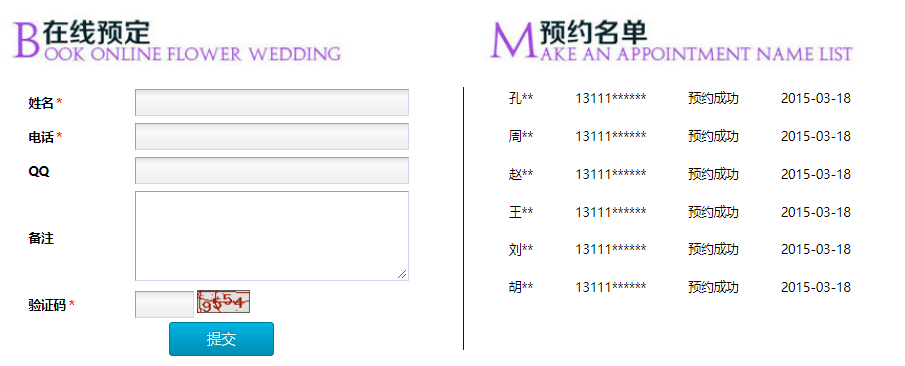 在线预定
BOOK ONLINE FLOWER WEDDING
姓名*
电话*
QQ
备注
验证码*
9554
提交
预约名单
MAKE AN APPOINTMENT NAME LIST
孔** 13111****** 预约成功 2015-03-18
周** 13111****** 预约成功 2015-03-18
赵** 13111****** 预约成功 2015-03-18
王** 13111****** 预约成功 2015-03-18
刘** 13111****** 预约成功 2015-03-18
胡** 13111****** 预约成功 2015-03-18